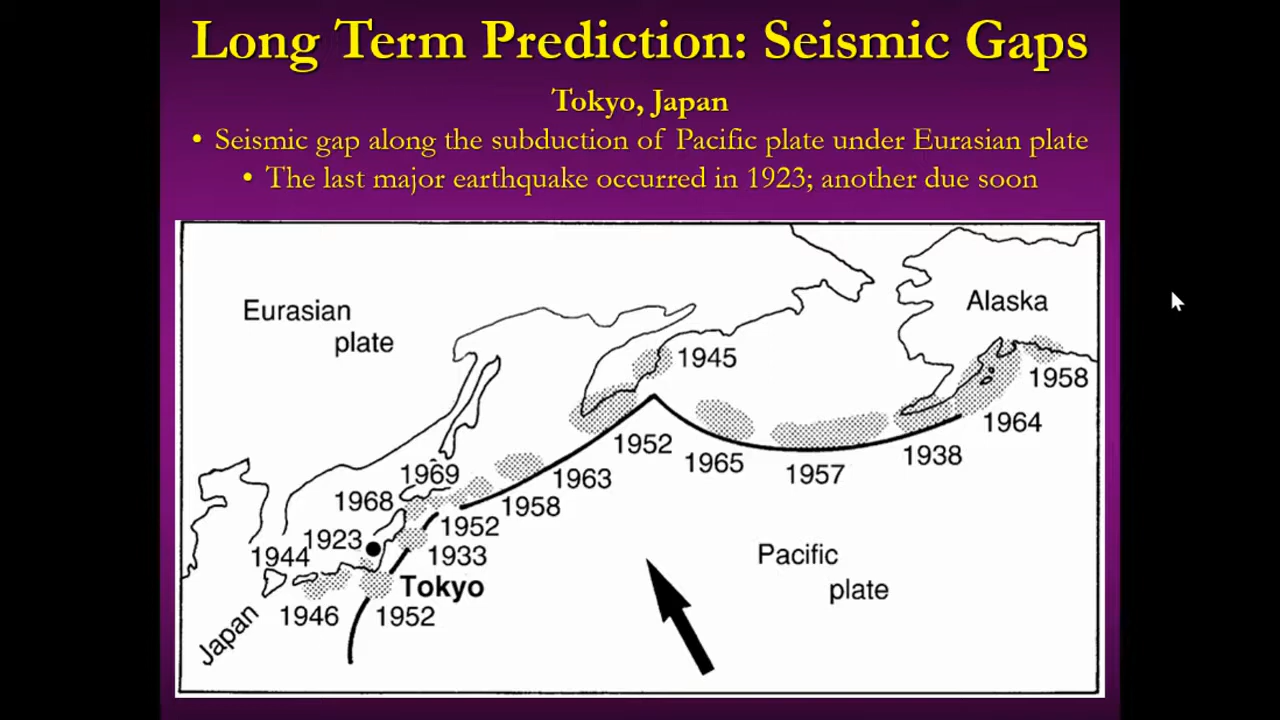 Long Term Prediction: Seismic Gaps
Tokyo, Japan
• Seismic gap along the subduction of Pacific plate under Eurasian plate
• The last major earthquake occurred in 1923; another due soon
Eurasian
plate
Alaska
1945
1958
1964
1938
1952
1965
1957
1969
1963
1968
1958
1952
1923
1944
1933
Pacific
plate
Tokyo
1946
1952
Japan